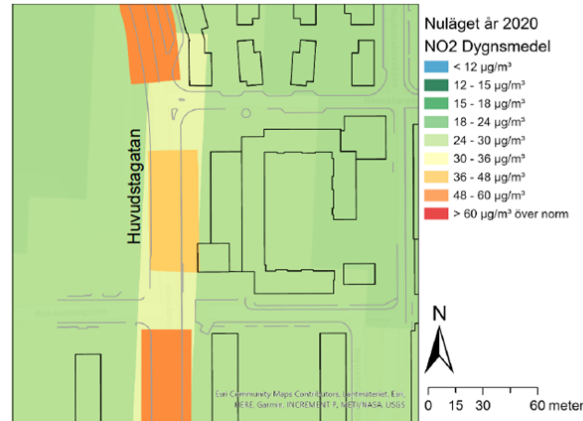 Nuläget år 2020
NO2 Dygnsmedel
< 12 µg/m³
12 - 15 µg/m³
15 - 18 µg/m³
18 - 24 µg/m³
24 - 30 µg/m³
30 - 36 µg/m³
36 - 48 µg/m³
48 - 60 µg/m³
> 60 µg/m³ över norm
Huvudstagatan
N
Esri Community Maps Contributors, Lantmäteriet, Esri,
HERE, Garmin, INCREMENT P, METI/NASA, USGS
0 15 30 60 meter